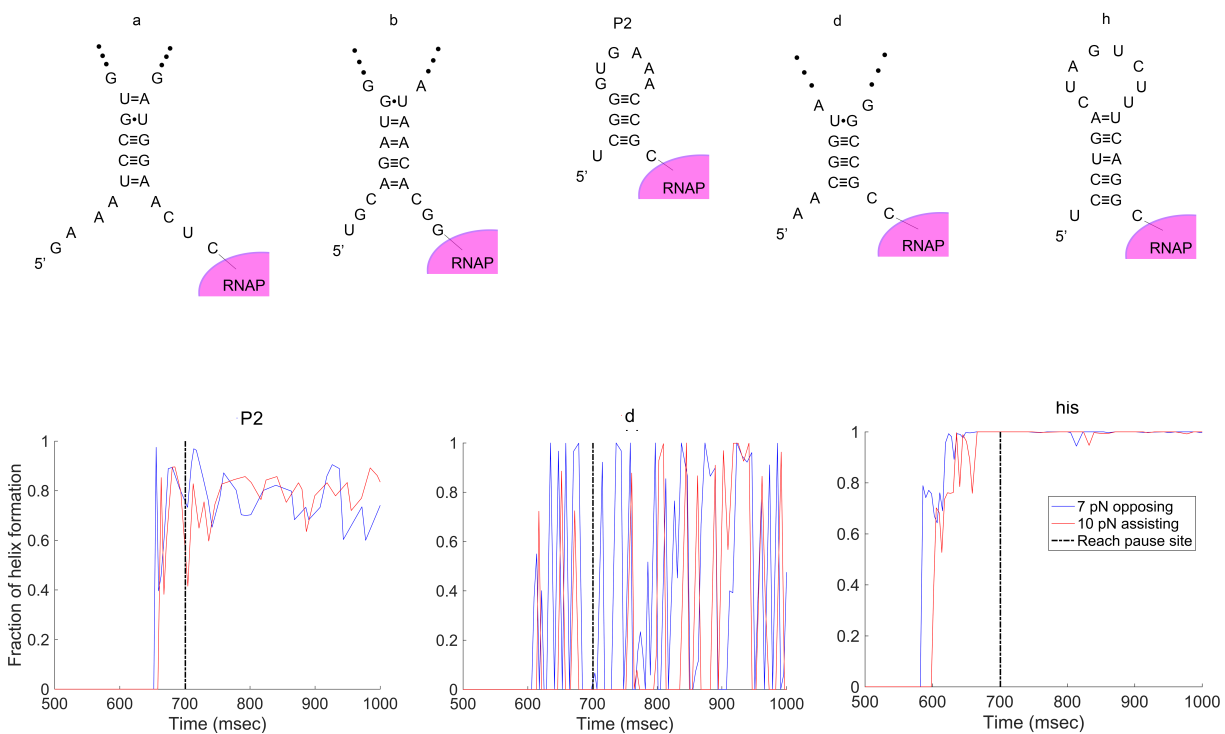 a b P2 d h
G G
U=A
G•U
C≡G
C≡G
U=A
A A
A C
A U
G C
5' RNAP
G A
G•U
U=A
A=A
G≡C
A=A
C C
G G
U G
5' RNAP
G A
U A
G A
G≡C
G≡C
C≡G
U C
5' RNAP
A G
U•G
G≡C
G≡C
C≡G
A C
A C
5' RNAP
G U
A C
U U
C U
A=U
G≡C
U A
C≡G
C≡G
U C
5' RNAP
P2 d his
Fraction of helix formation
1
0.8
0.6
0.4
0.2
0
500 600 700 800 900 1000
Time (msec)
1
0.8
0.6
0.4
0.2
0
500 600 700 800 900 1000
Time (msec)
1
0.8
0.6
0.4
0.2
0
500 600 700 800 900 1000
Time (msec)
7 pN opposing
10 pN assisting
Reach pause site